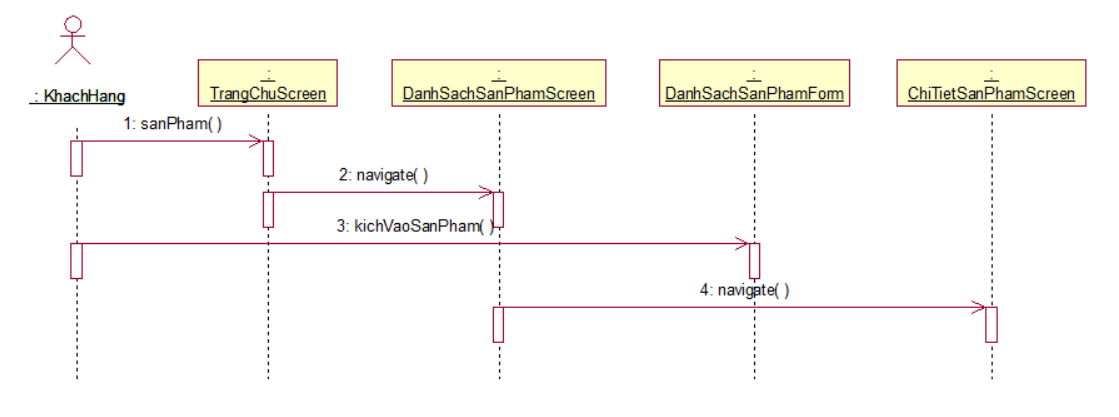 : KhachHang
:
TrangChuScreen
:
DanhSachSanPhamScreen
:
DanhSachSanPhamForm
:
ChiTietSanPhamScreen
1: sanPham( )
2: navigate( )
3: kichVaoSanPham( )
4: navigate( )